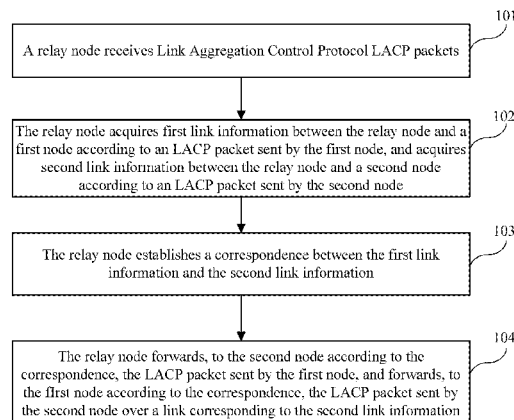 101
A relay node receives Link Aggregation Control Protocol LACP packets
102
The relay node acquires first link information between the relay node and a
first node according to an LACP packet sent by the first node, and acquires
second link information between the relay node and a second node
according to an LACP packet sent by the second node
103
The relay node establishes a correspondence between the first link
information and the second link information
104
The relay node forwards, to the second node according to the
correspondence, the LACP packet sent by the first node, and forwards, to
the first node according to the correspondence, the LACP packet sent by
the second node over a link corresponding to the second link information